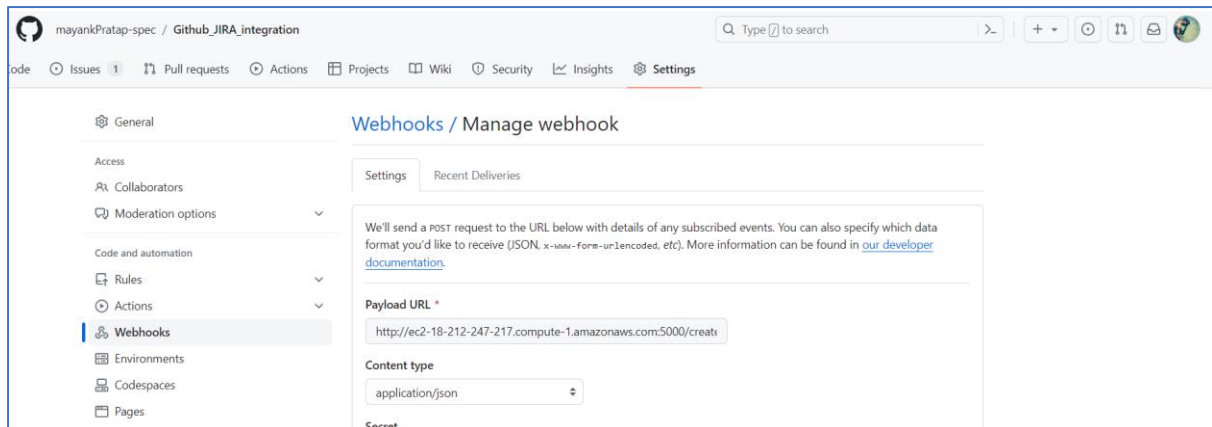 mayankPratap-spec / Github_JIRA_integration
Type / to search
ode Issues 1 Pull requests Actions Projects Wiki Security Insights Settings
General
Access
Collaborators
Moderation options
Code and automation
Rules
Actions
Webhooks
Environments
Codespaces
Pages
Webhooks / Manage webhook
Settings Recent Deliveries
We'll send a POST request to the URL below with details of any subscribed events. You can also specify which data
format you'd like to receive (JSON, x-www-form-urlencoded, etc). More information can be found in our developer
documentation.
Payload URL *
http://ec2-18-212-247-217.compute-1.amazonaws.com:5000/create
Content type
application/json
Secret